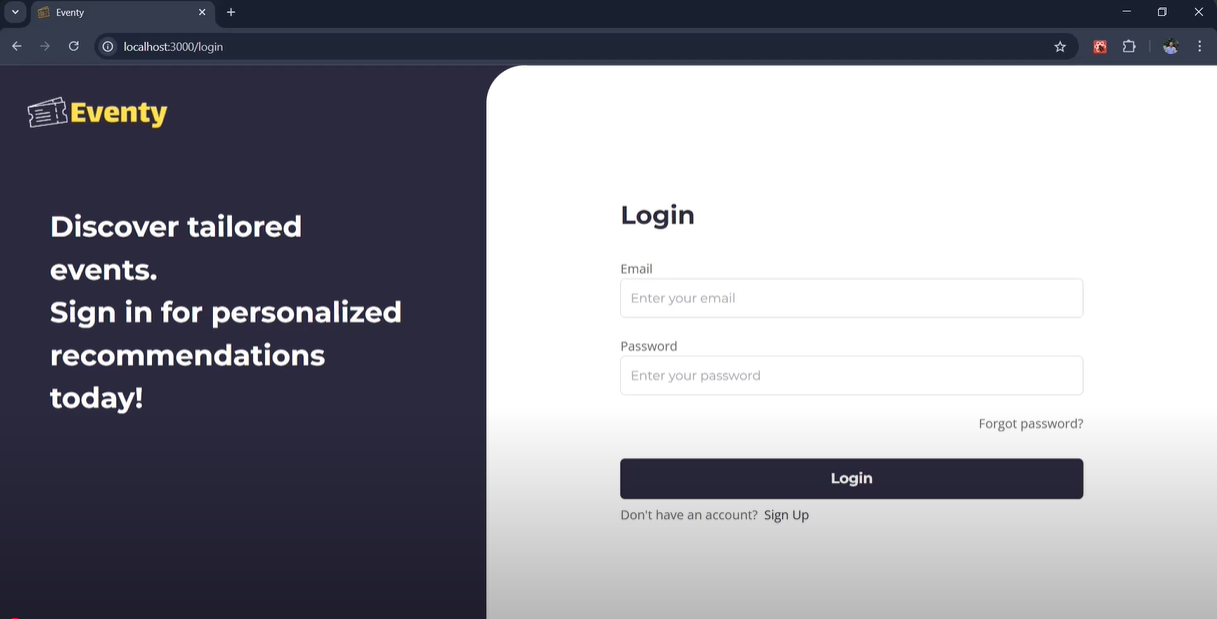 Eventy
localhost:3000/login
Eventy
Discover tailored
events.
Sign in for personalized
recommendations
today!
Login
Email
Enter your email
Password
Enter your password
Forgot password?
Login
Don't have an account? Sign Up